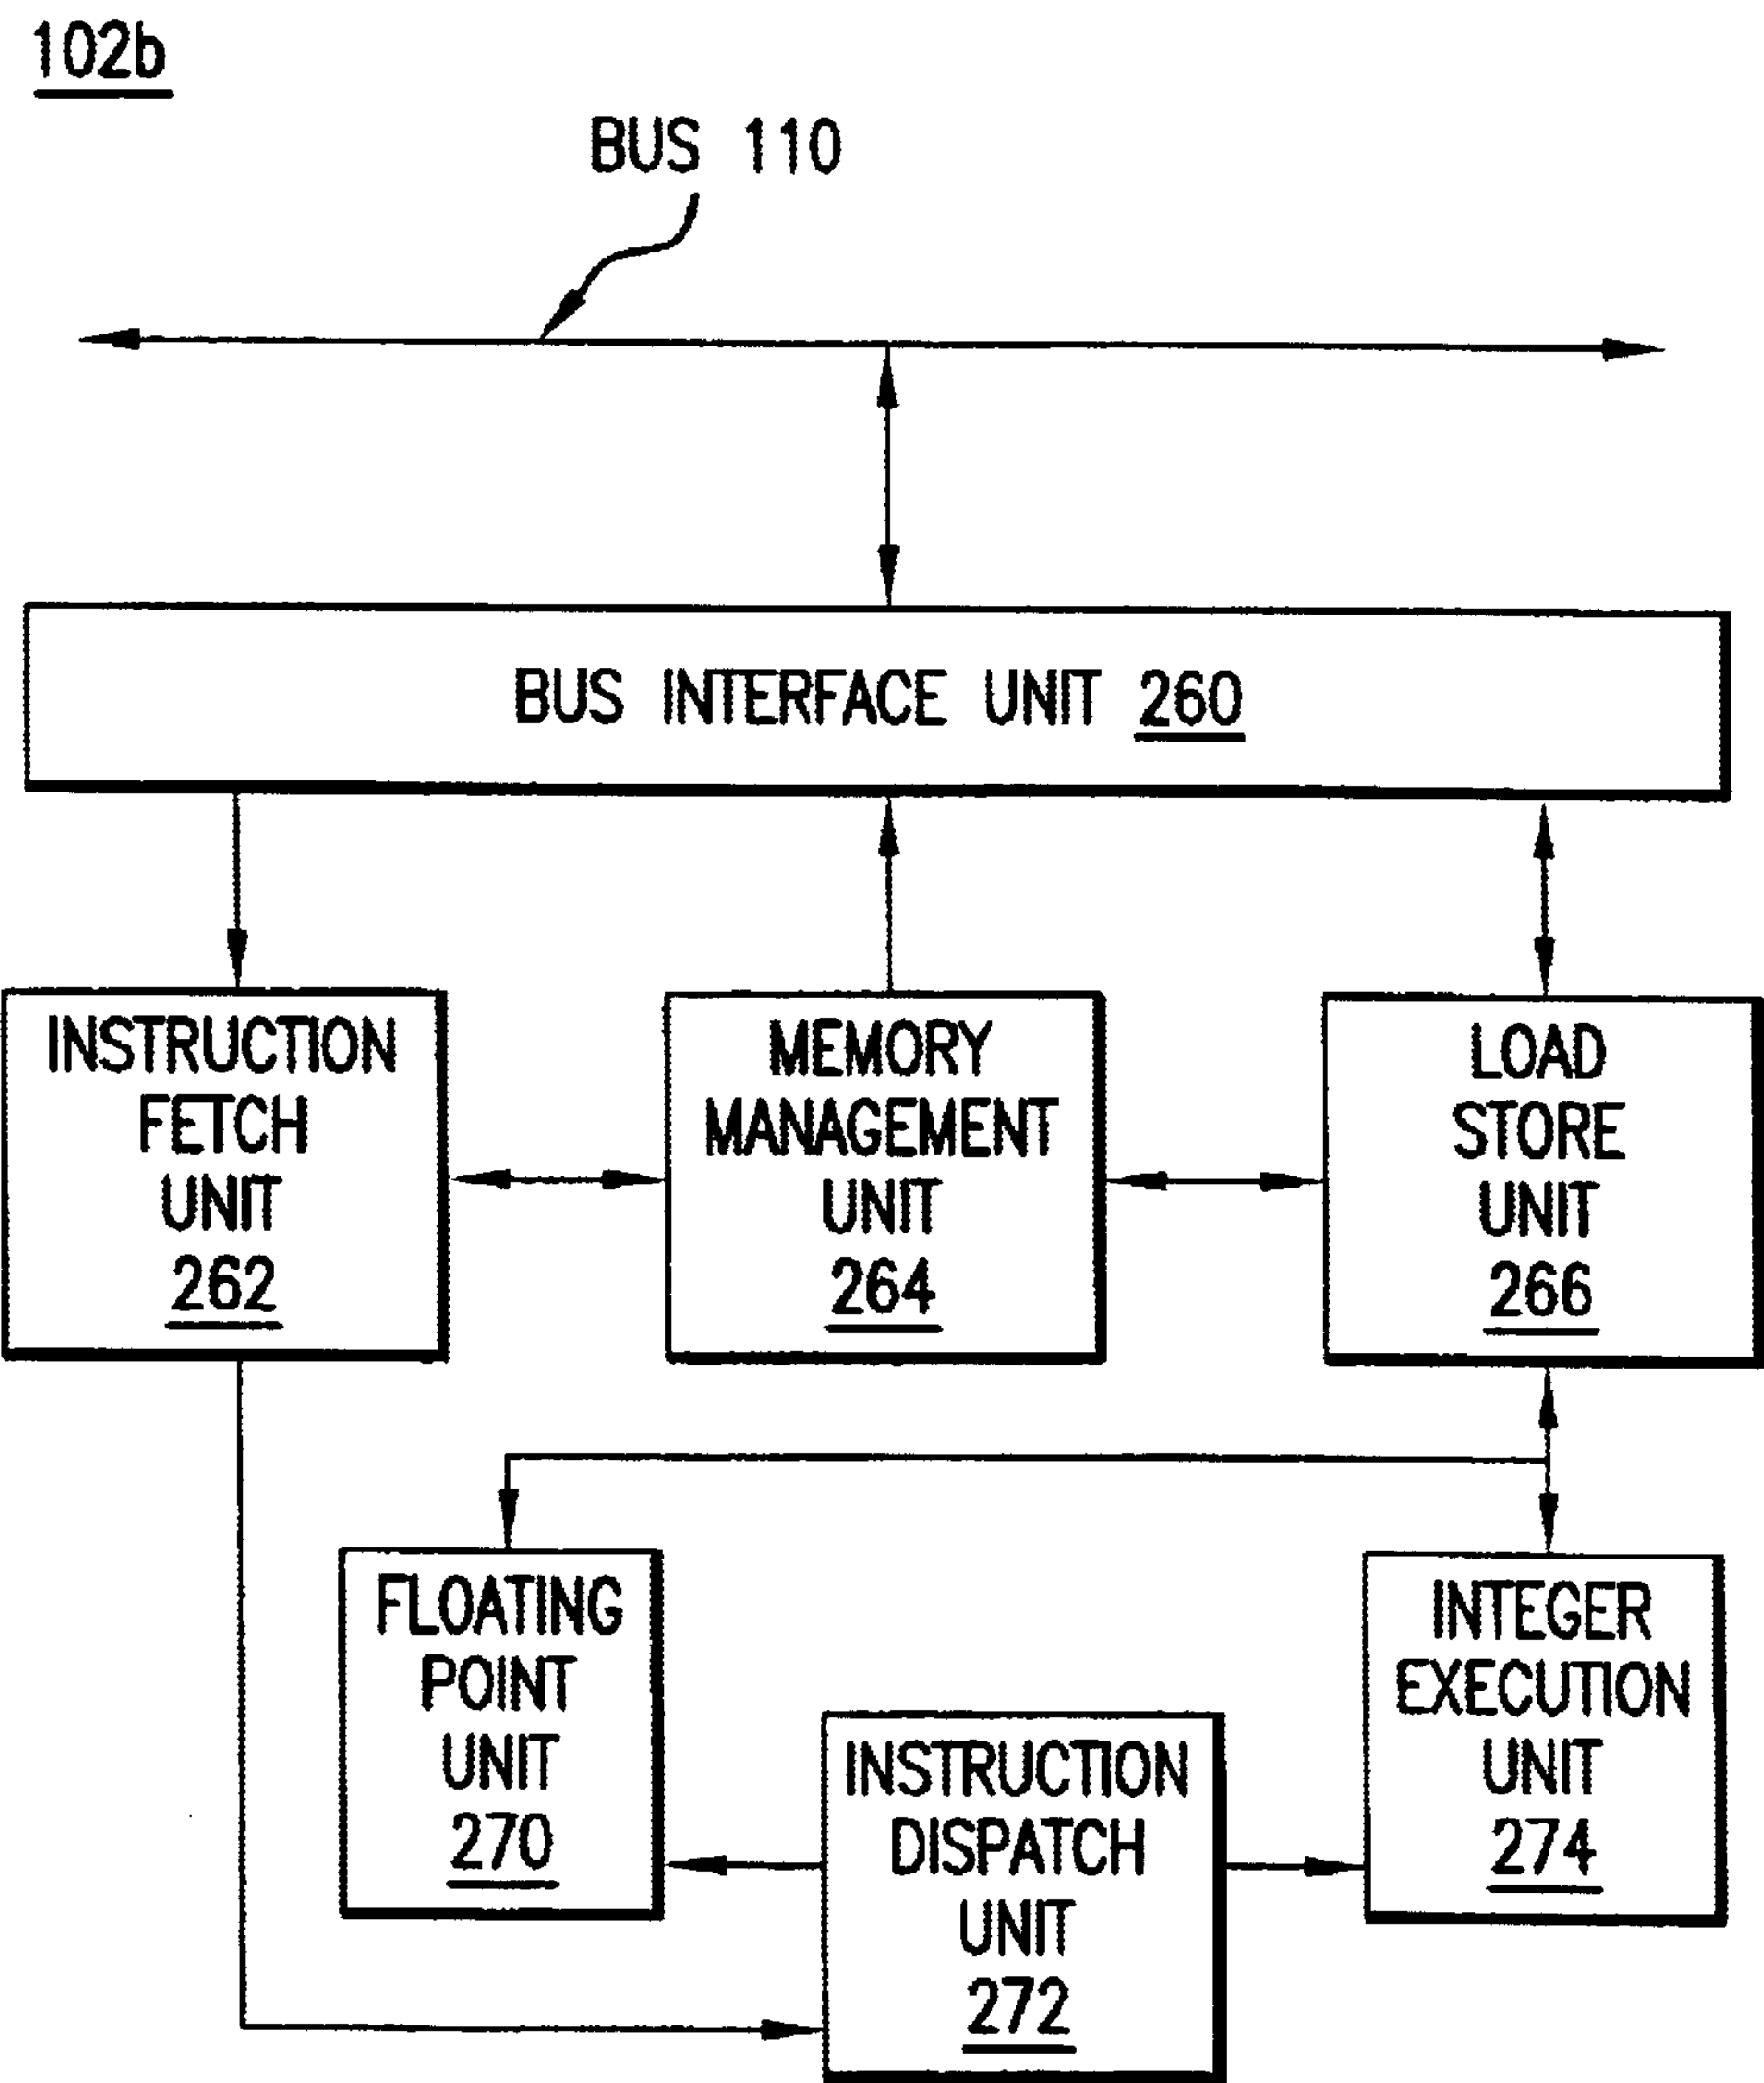 102b
BUS 110
BUS INTERFACE UNIT 260
INSTRUCTION
FETCH
UNIT
262
MEMORY
MANAGEMENT
UNIT
264
LOAD
STORE
UNIT
266
FLOATING
POINT
UNIT
270
INSTRUCTION
DISPATCH
UNIT
272
INTEGER
EXECUTION
UNIT
274